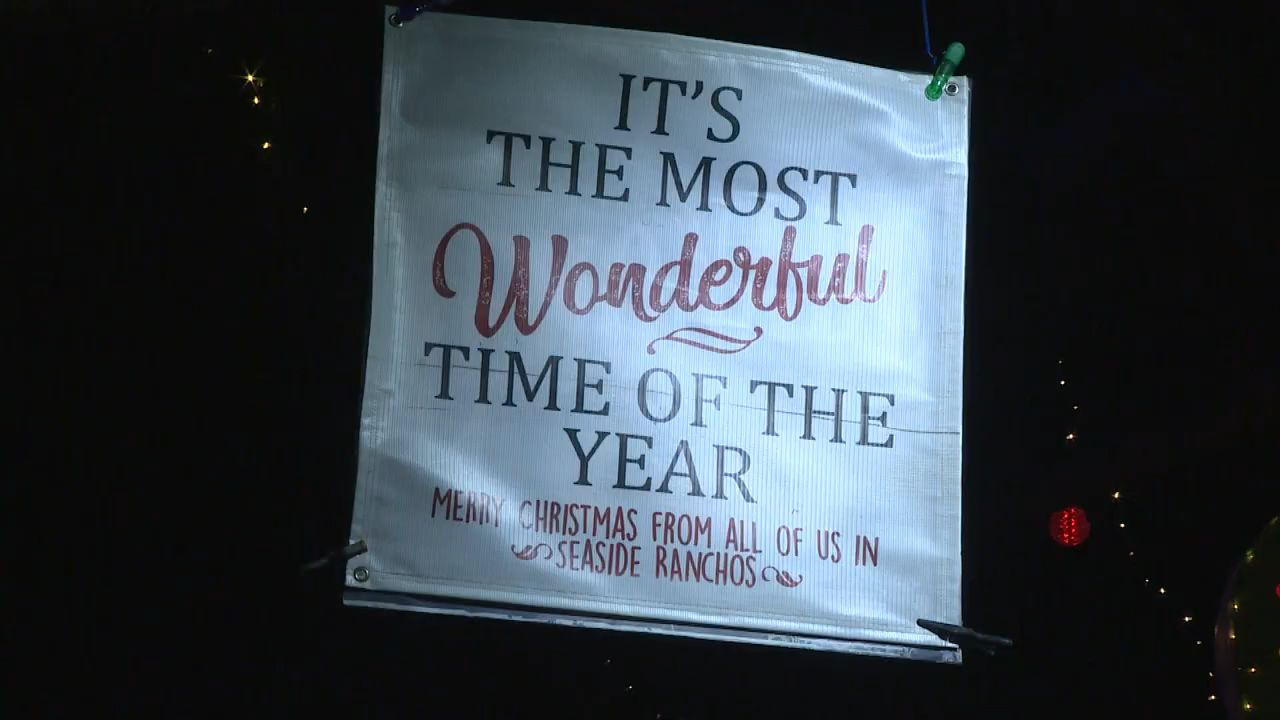 IT'S
THE MOST
Wonderful
TIME OF THE
YEAR
MERRY CHRISTMAS FROM ALL OF US IN
SEASIDE RANCHOS